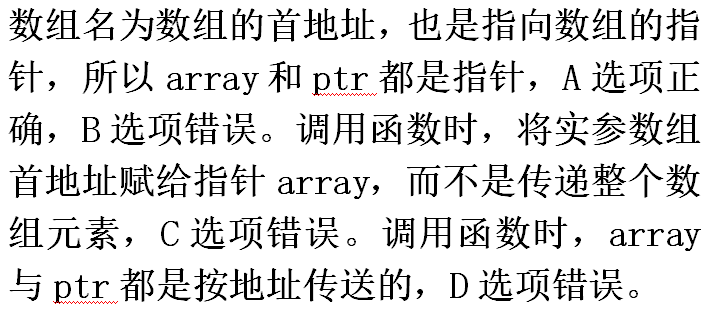 数组名为数组的首地址，也是指向数组的指
针，所以 array 和 ptr 都是指针，A 选项正
确，B 选项错误。调用函数时，将实参数组
首地址赋给指针 array，而不是传递整个数
组元素，C 选项错误。调用函数时，array
与 ptr 都是按地址传送的，D 选项错误。